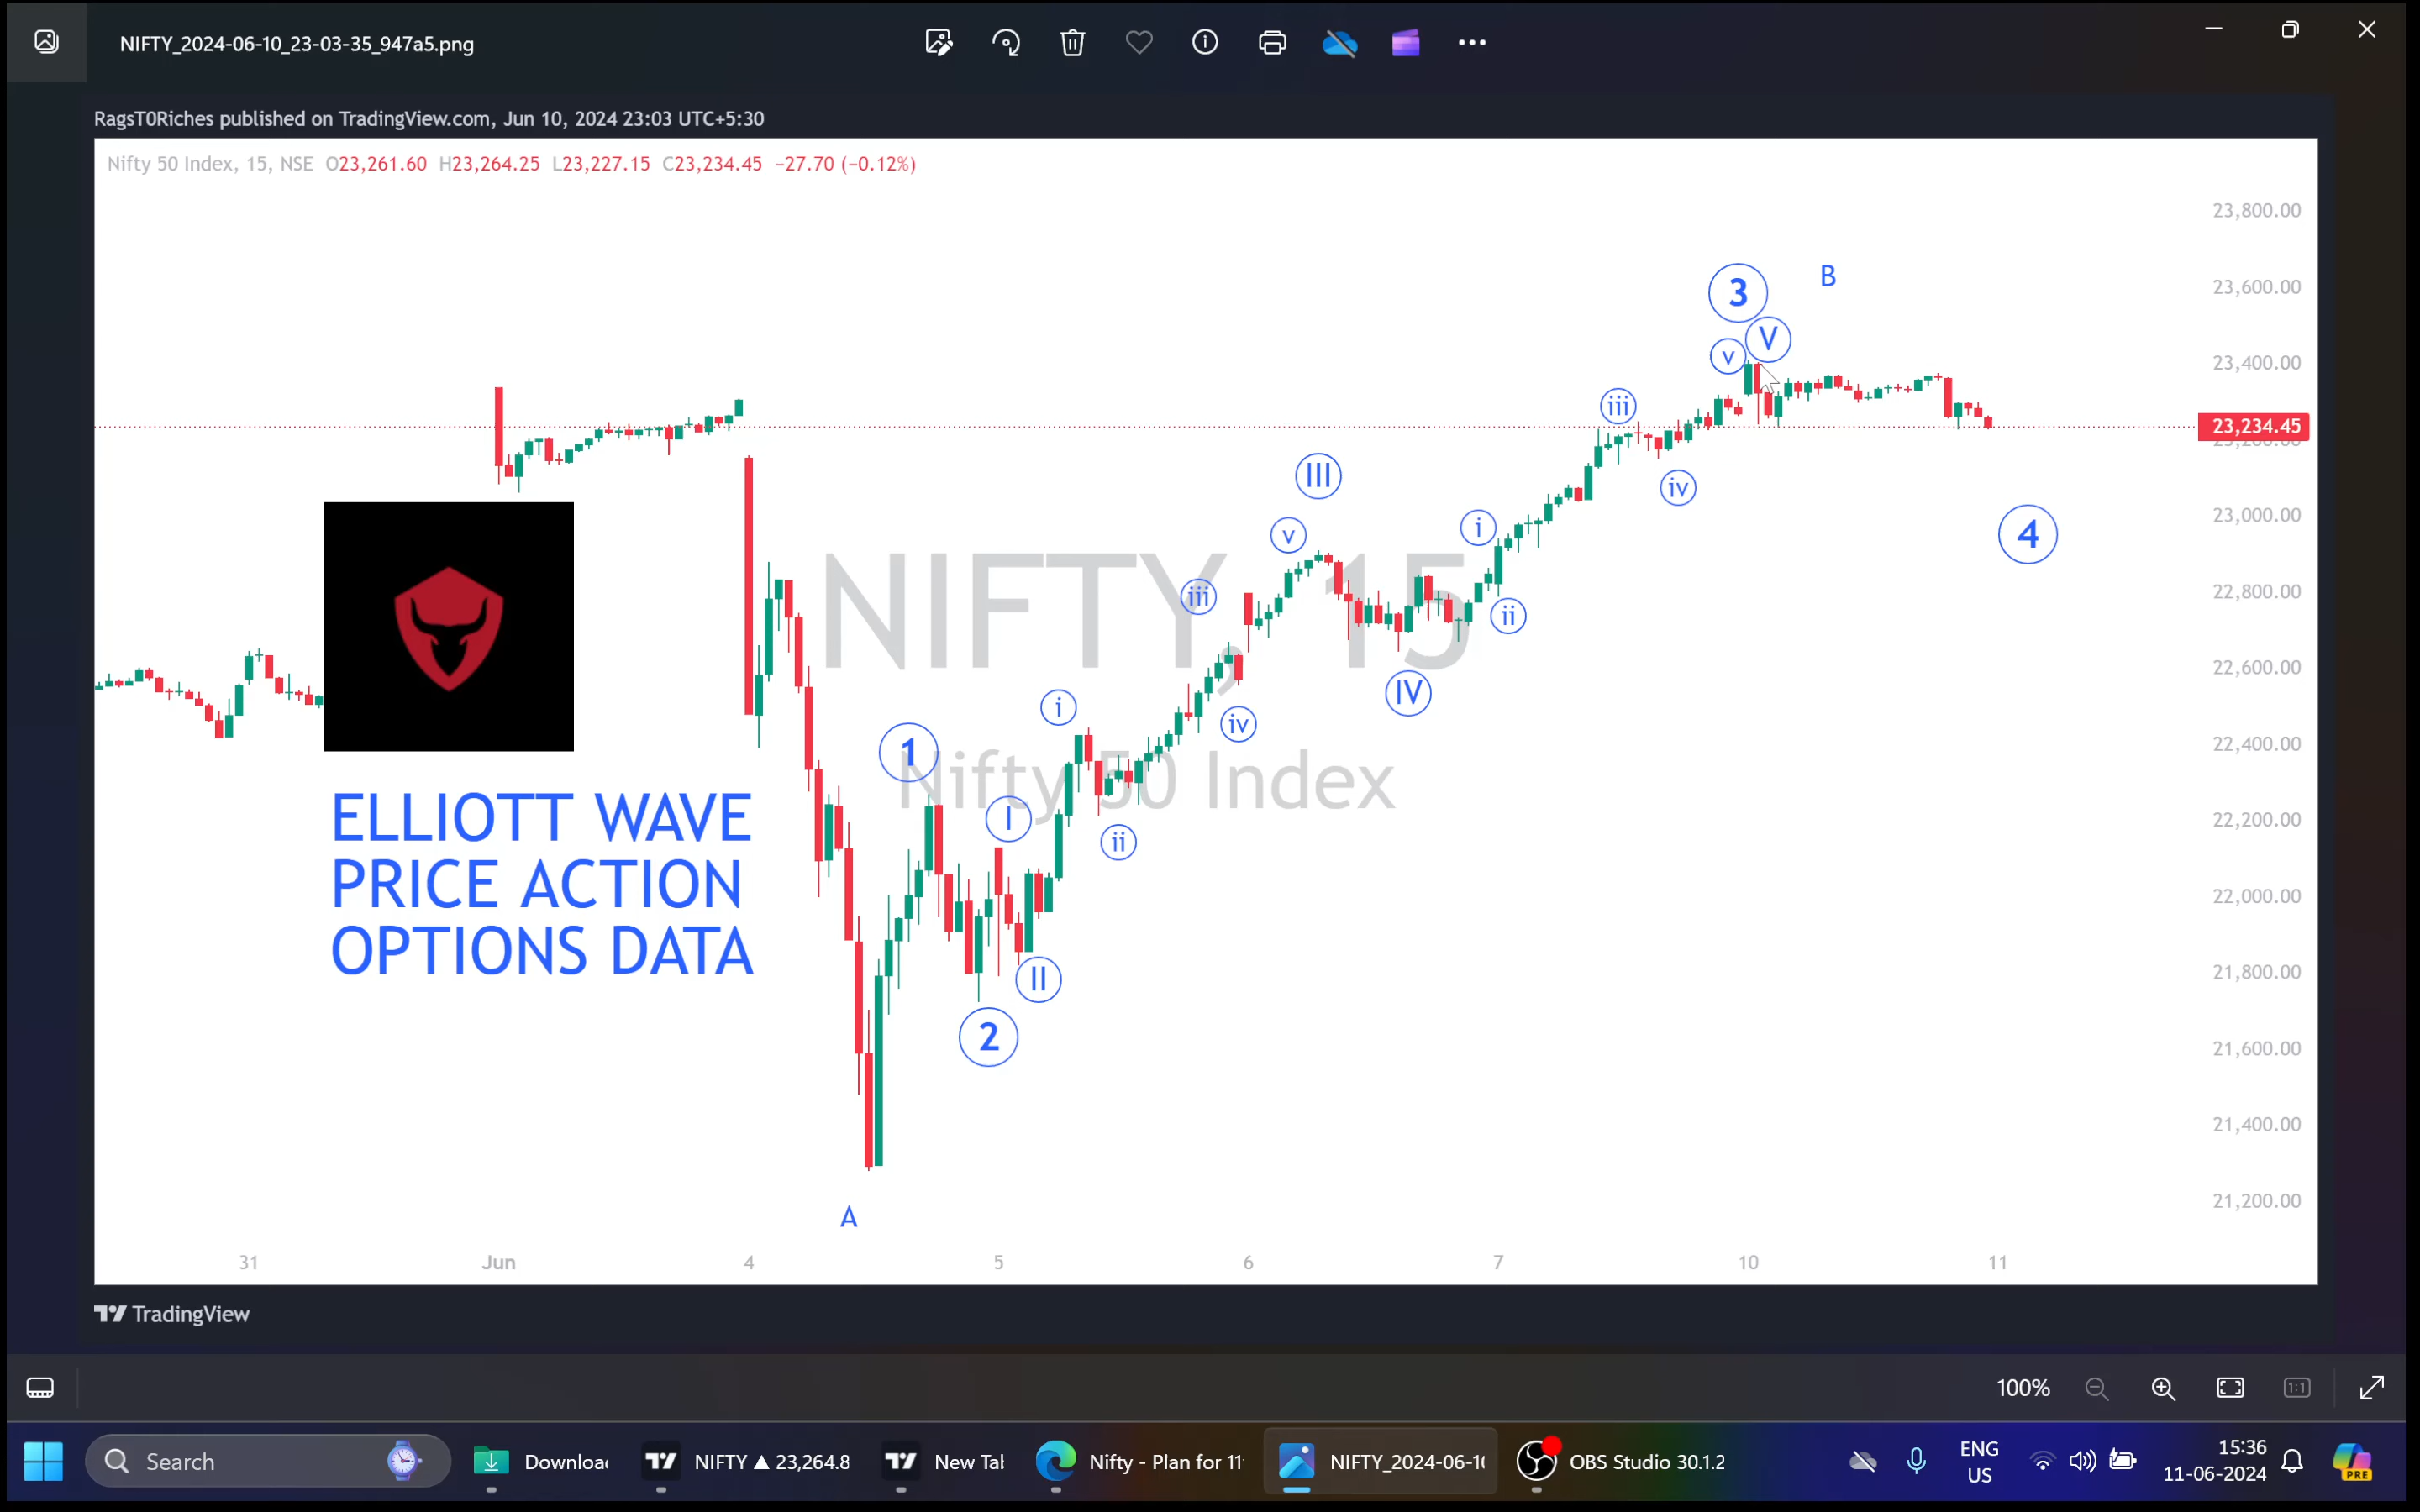 NIFTY_2024-06-10_23-03-35_947a5.png
RagsT0Riches published on TradingView.com, Jun 10, 2024 23:03 UTC+5:30
Nifty 50 Index, 15, NSE O23,261.60 H23,264.25 L23,227.15 C23,234.45 −27.70 (−0.12%)
23,800.00
B
3
23,600.00
V
v
23,400.00
iii
23,234.45
23,200.00
III
iv
v
i
23,000.00
4
NIFTY, 15
iii
22,800.00
ii
22,600.00
IV
i
iv
22,400.00
1
Nifty 50 Index
ELLIOTT WAVE
PRICE ACTION
OPTIONS DATA
I
22,200.00
ii
22,000.00
II
21,800.00
2
21,600.00
21,400.00
A
21,200.00
31 Jun 4 5 6 7 10 11
TradingView
100%
1:1
Search
Downloa
NIFTY ▲ 23,264.8
New Ta
Nifty - Plan for 11
NIFTY_2024-06-1
OBS Studio 30.1.2
ENG
US
15:36
11-06-2024
PRE